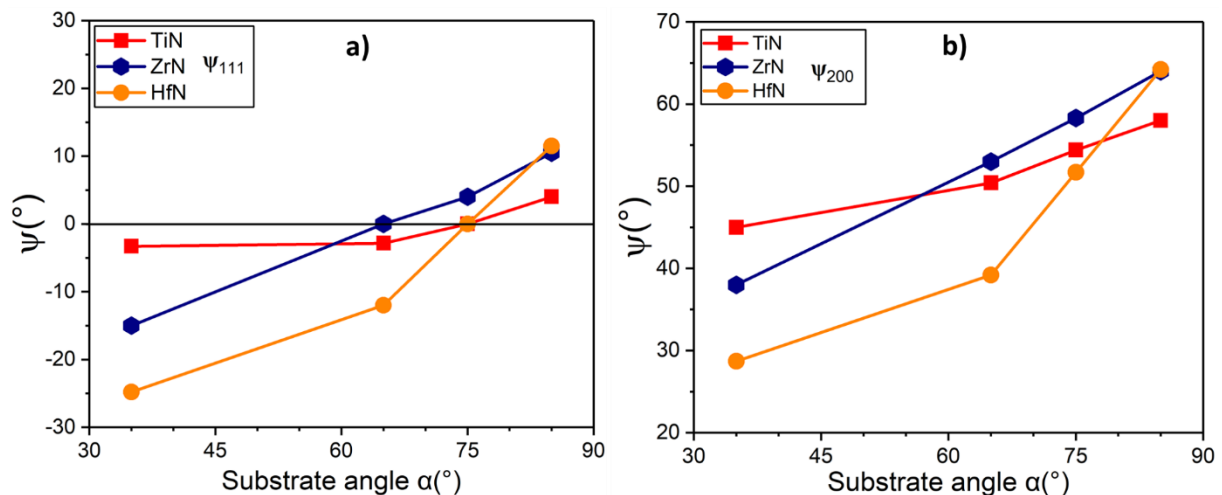 a)
TiN
ZrN
HfN
Ψ111
30
20
10
0
-10
-20
-30
ψ(°)
30
45
60
75
90
Substrate angle α(°)
b)
TiN
ZrN
HfN
Ψ200
70
60
50
40
30
20
ψ(°)
30
45
60
75
90
Substrate angle α(°)